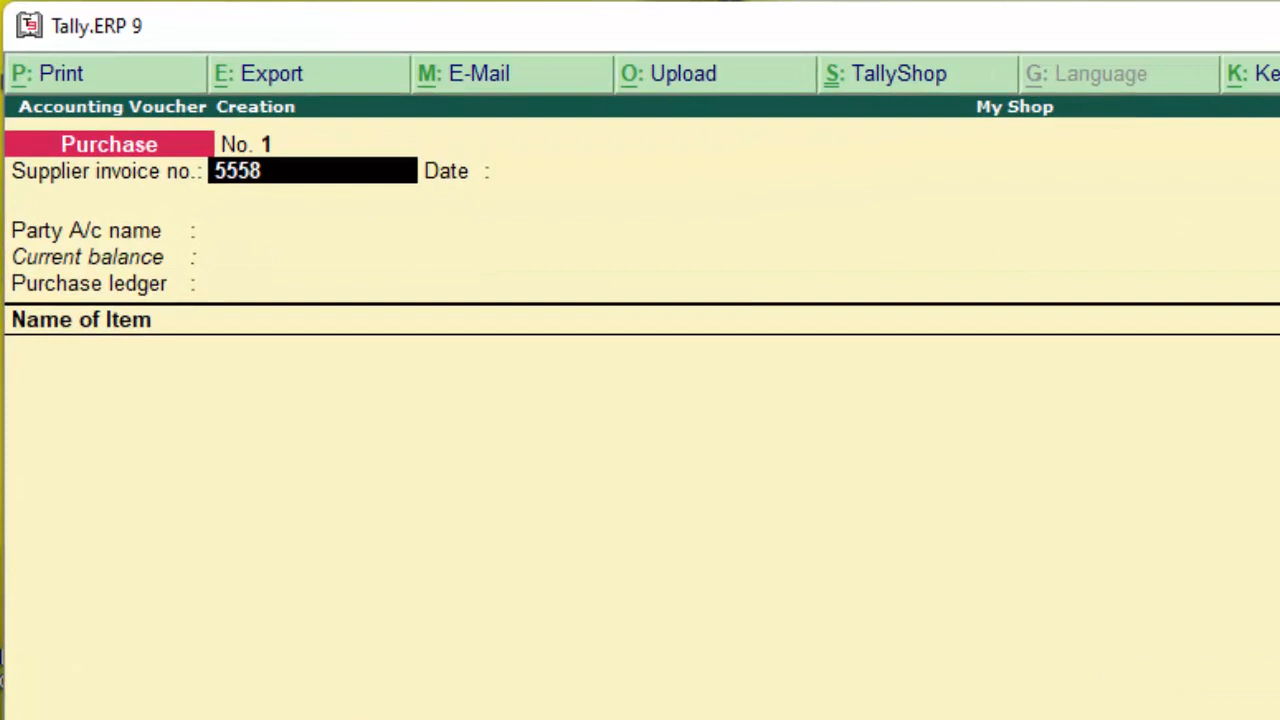 Tally.ERP 9
P: Print E: Export M: E-Mail O: Upload S: TallyShop G: Language K: Ke
Accounting Voucher Creation My Shop
Purchase No. 1
Supplier invoice no.: 5558 Date :
Party A/c name :
Current balance :
Purchase ledger :
Name of Item